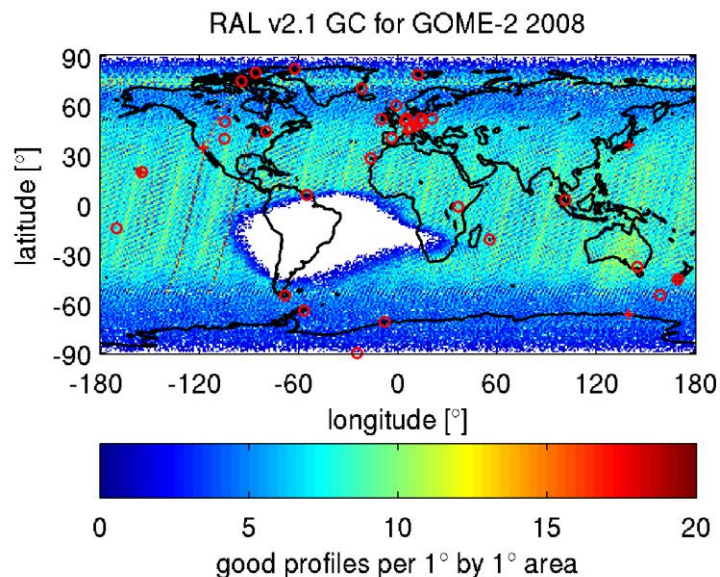 RAL v2.1 GC for GOME-2 2008
90
60
30
0
-30
-60
-90
latitude [°]
-180 -120 -60 0 60 120 180
longitude [°]
0 5 10 15 20
good profiles per 1° by 1° area